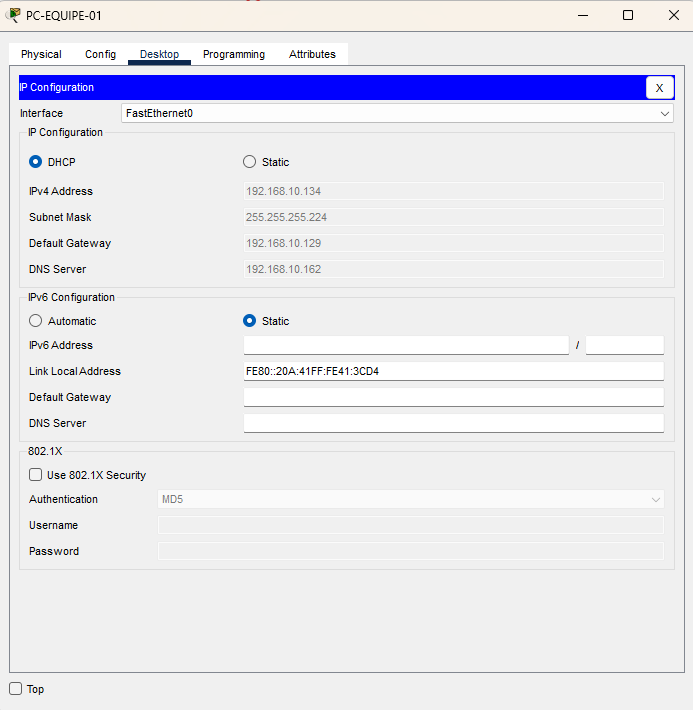 PC-EQUIPE-01
Physical Config Desktop Programming Attributes
IP Configuration X
Interface FastEthernet0
IP Configuration
DHCP Static
IPv4 Address 192.168.10.134
Subnet Mask 255.255.255.224
Default Gateway 192.168.10.129
DNS Server 192.168.10.162
IPv6 Configuration
Automatic Static
IPv6 Address /
Link Local Address FE80::20A:41FF:FE41:3CD4
Default Gateway
DNS Server
802.1X
Use 802.1X Security
Authentication MD5
Username
Password
Top